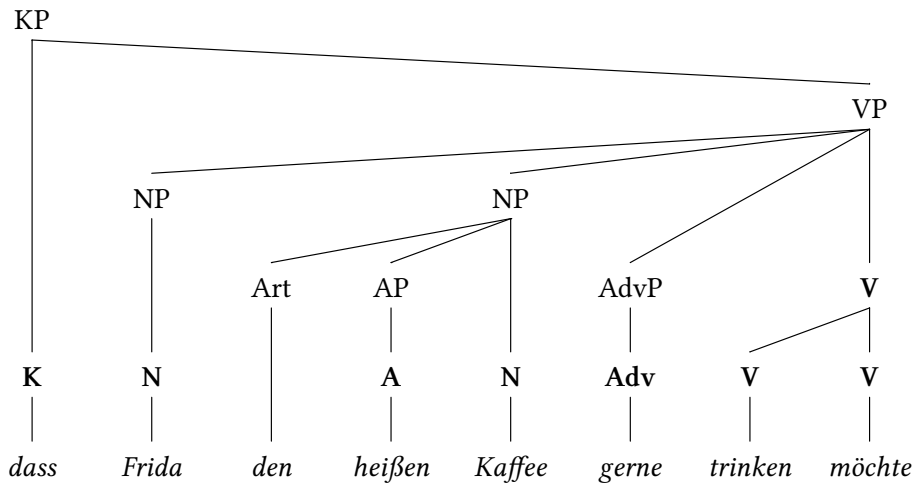 KP
VP
NP NP
Art AP AdvP V
K N A N Adv V V
dass Frida den heißen Kaffee gerne trinken möchte